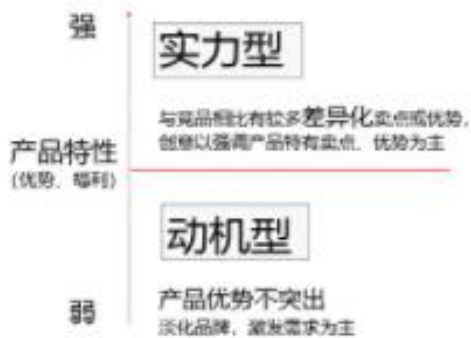 强
实力型
与竞品相比有较多差异化卖点或优势，
创意以强调产品特有卖点、优势为主
产品特性
(优势、福利)
动机型
弱
产品优势不突出
淡化品牌，激发需求为主